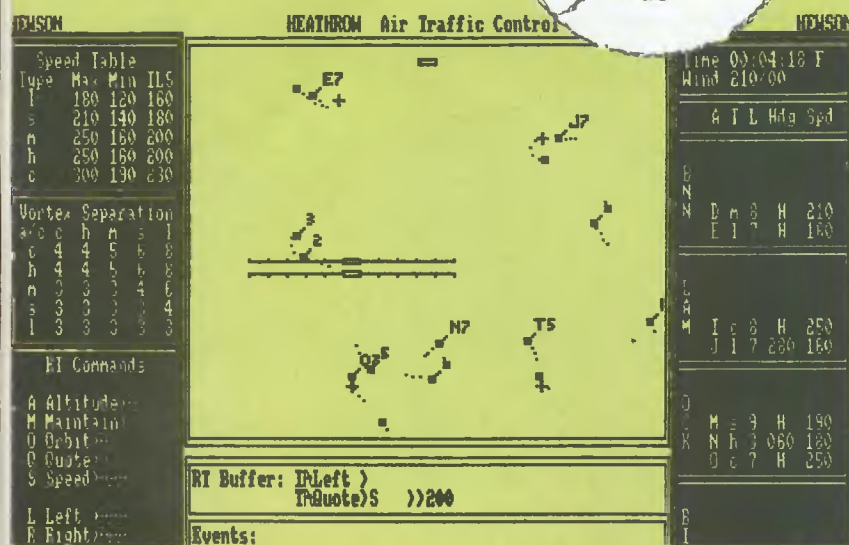 HEWSON HEATHROW Air Traffic Control HEWSON
Speed Table
Type Max Min ILS
l 180 120 160
s 210 140 180
m 250 160 200
h 250 160 200
c 300 190 230
Vortex Separation
a/c c h m s l
c 4 4 5 6 8
h 4 4 5 6 8
m 3 3 3 4 6
s 3 3 3 3 4
l 3 3 3 3 3
RT Commands
A Altitude
M Maintain
O Orbit
Q Quote
S Speed
L Left
R Right
E7
J7
3
2
N7
T5
Time 00:04:18 F
Wind 210/00
A T L Hdg Spd
B
N
N D m 8 H 210
E l 7 H 160
L
A
M I c 8 H 250
J l 7 280 160
O
C M s 9 H 190
K N h 060 180
O c 7 H 250
B
I
RT Buffer: Left >
Quote>S >>200
Events: